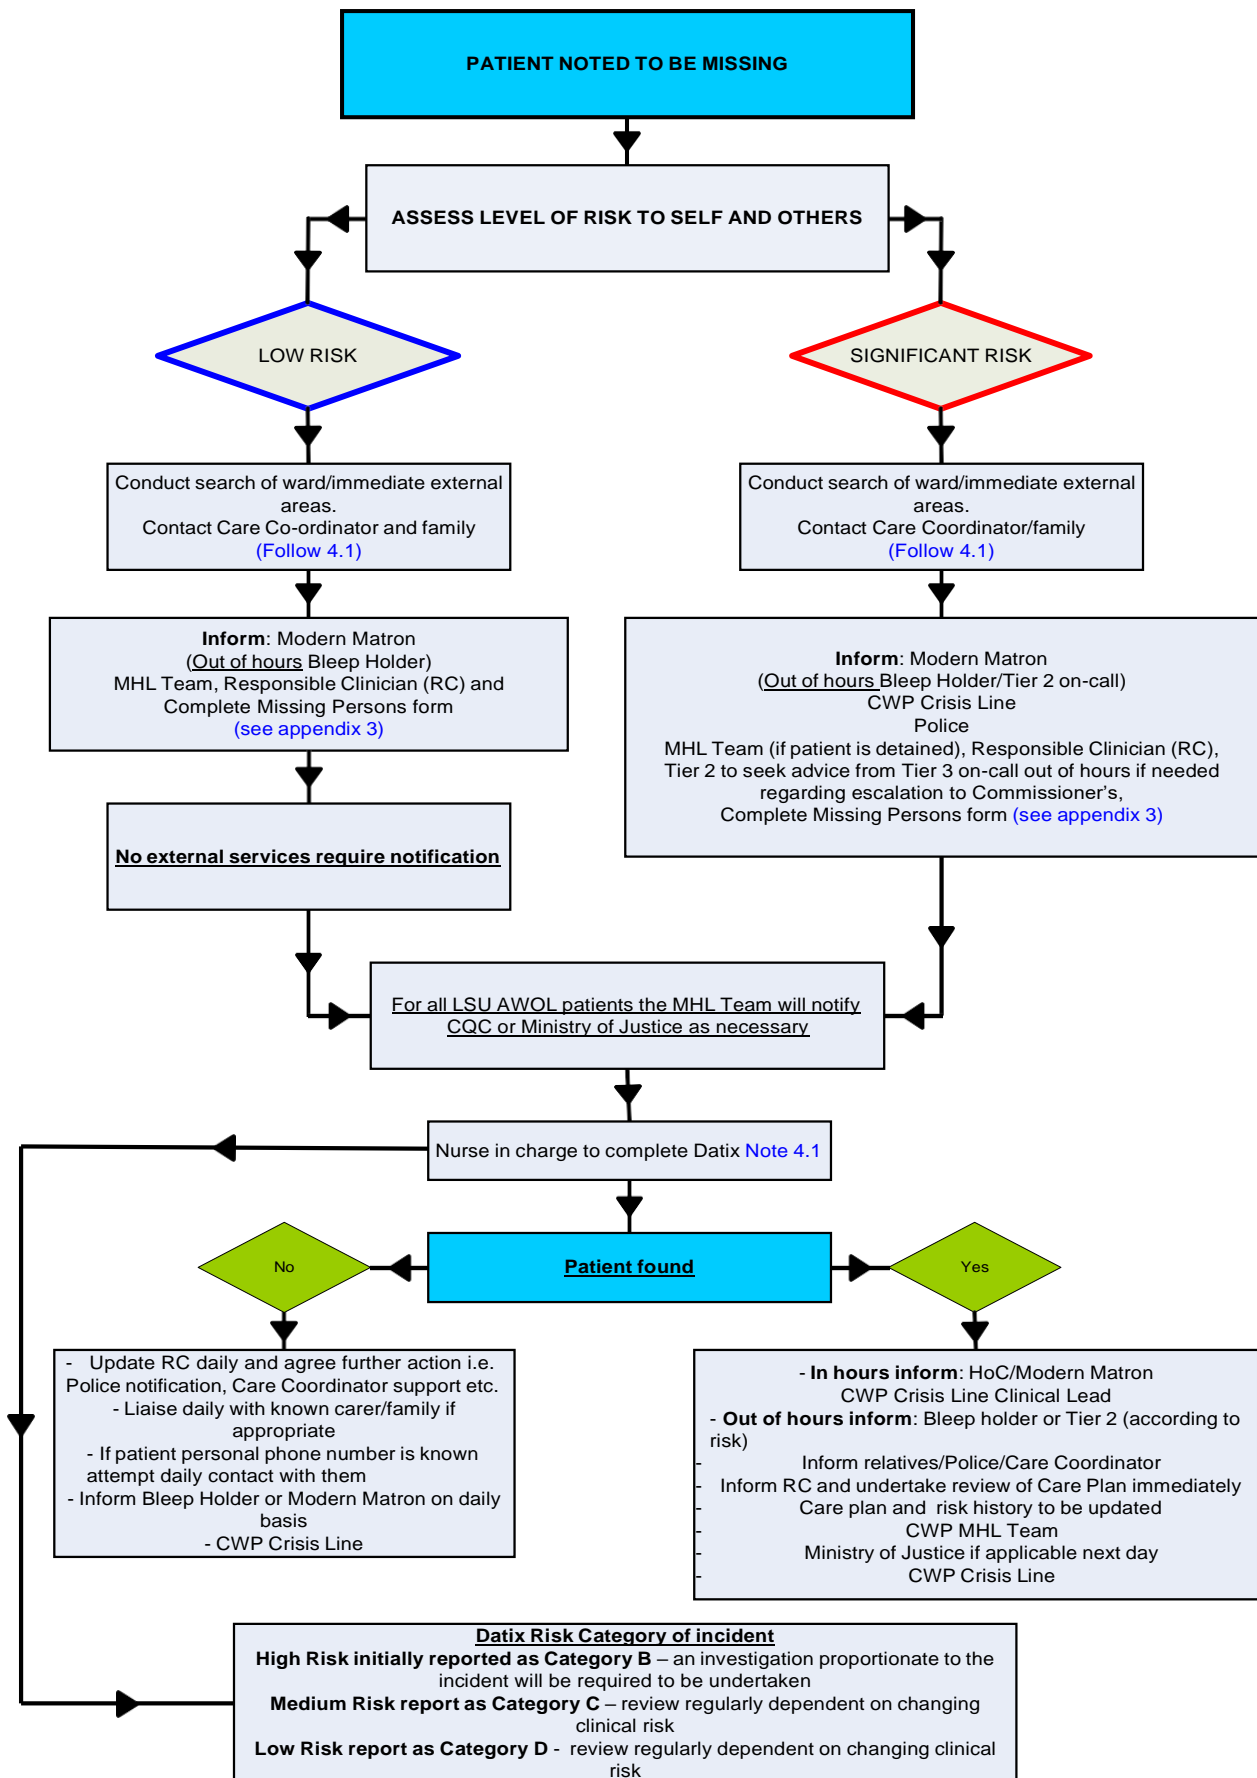 PATIENT NOTED TO BE MISSING
ASSESS LEVEL OF RISK TO SELF AND OTHERS
LOW RISK
SIGNIFICANT RISK
Conduct search of ward/immediate external
areas.
Contact Care Co-ordinator and family
(Follow 4.1)
Conduct search of ward/immediate external
areas.
Contact Care Coordinator/family
(Follow 4.1)
Inform: Modern Matron
(Out of hours Bleep Holder)
MHL Team, Responsible Clinician (RC) and
Complete Missing Persons form
(see appendix 3)
Inform: Modern Matron
(Out of hours Bleep Holder/Tier 2 on-call)
CWP Crisis Line
Police
MHL Team (if patient is detained), Responsible Clinician (RC),
Tier 2 to seek advice from Tier 3 on-call out of hours if needed
regarding escalation to Commissioner's,
Complete Missing Persons form (see appendix 3)
No external services require notification
For all LSU AWOL patients the MHL Team will notify
CQC or Ministry of Justice as necessary
Nurse in charge to complete Datix Note 4.1
No
Patient found
Yes
- Update RC daily and agree further action i.e.
Police notification, Care Coordinator support etc.
- Liaise daily with known carer/family if
appropriate
- If patient personal phone number is known
attempt daily contact with them
- Inform Bleep Holder or Modern Matron on daily
basis
- CWP Crisis Line
- In hours inform: HoC/Modern Matron
CWP Crisis Line Clinical Lead
- Out of hours inform: Bleep holder or Tier 2 (according to
risk)
- Inform relatives/Police/Care Coordinator
- Inform RC and undertake review of Care Plan immediately
- Care plan and risk history to be updated
- CWP MHL Team
- Ministry of Justice if applicable next day
- CWP Crisis Line
Datix Risk Category of incident
High Risk initially reported as Category B – an investigation proportionate to the
incident will be required to be undertaken
Medium Risk report as Category C – review regularly dependent on changing
clinical risk
Low Risk report as Category D - review regularly dependent on changing clinical
risk